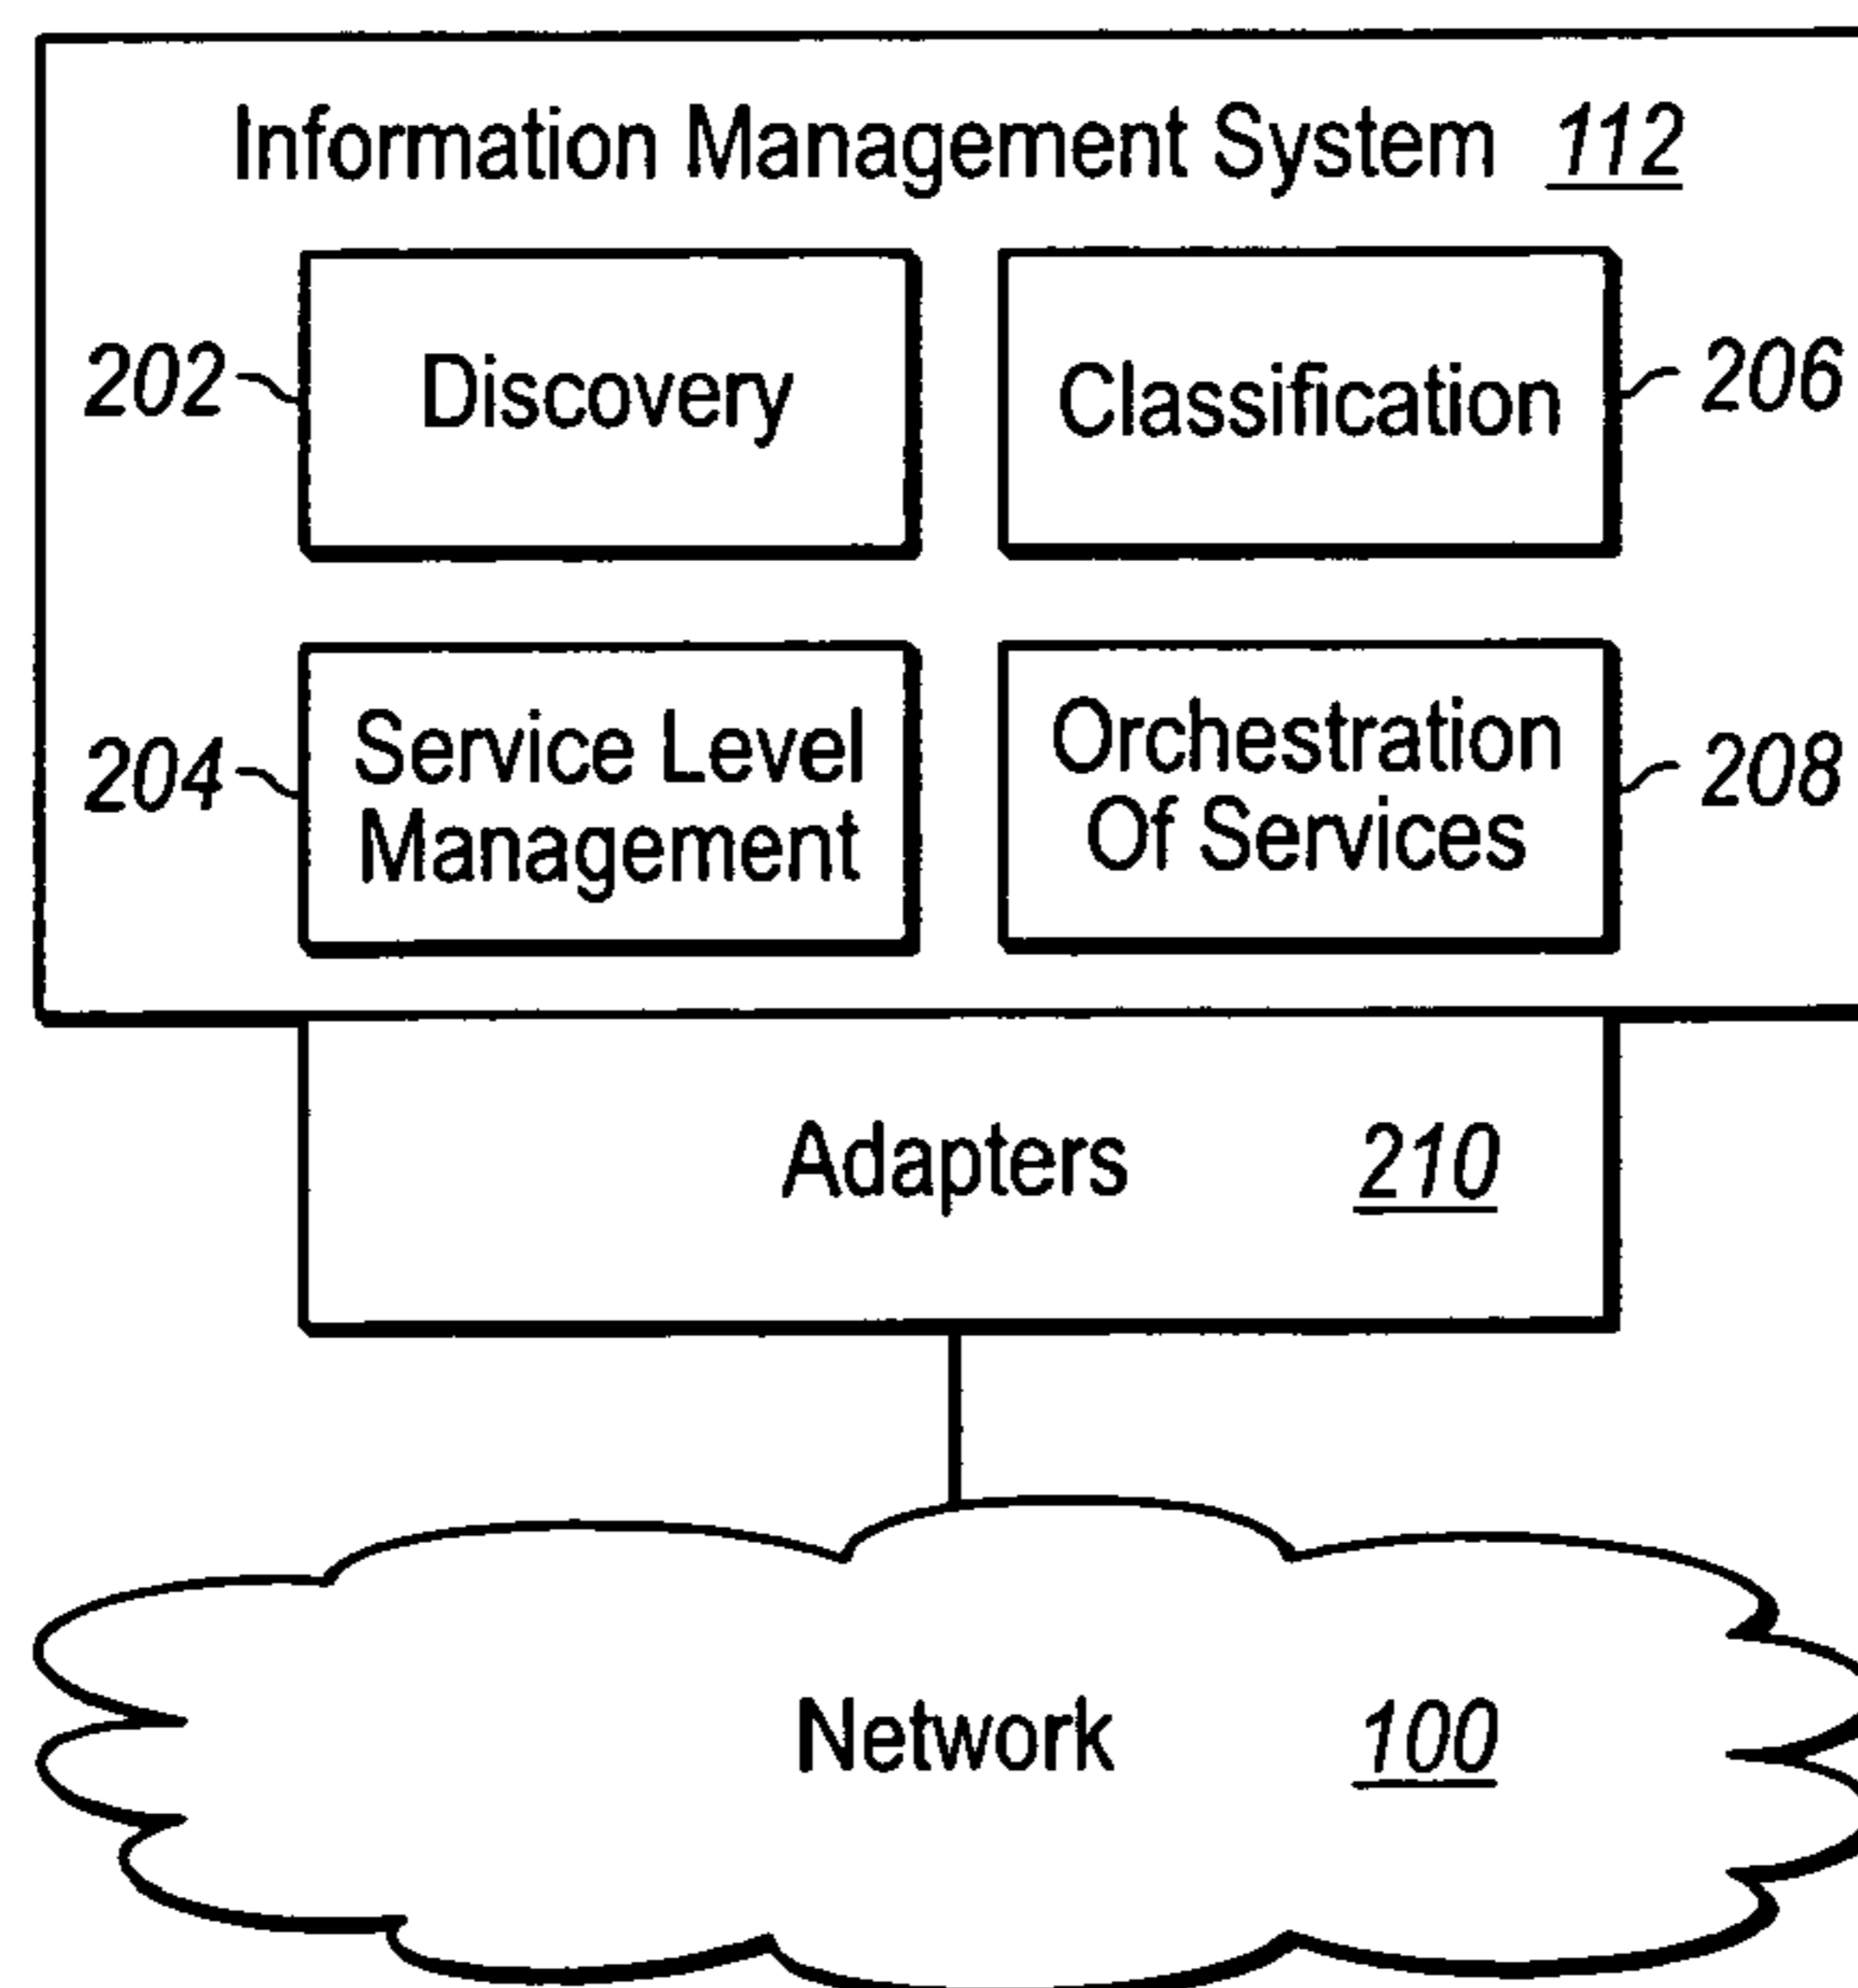 Information Management System 112
202 Discovery
Classification 206
204 Service Level
Management
Orchestration
Of Services 208
Adapters 210
Network 100